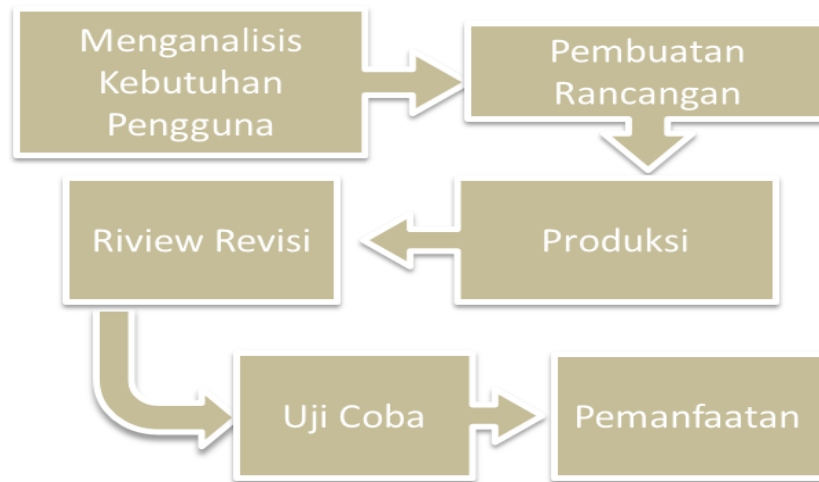 Menganalisis
Kebutuhan
Pengguna
Pembuatan
Rancangan
Produksi
Riview Revisi
Uji Coba
Pemanfaatan